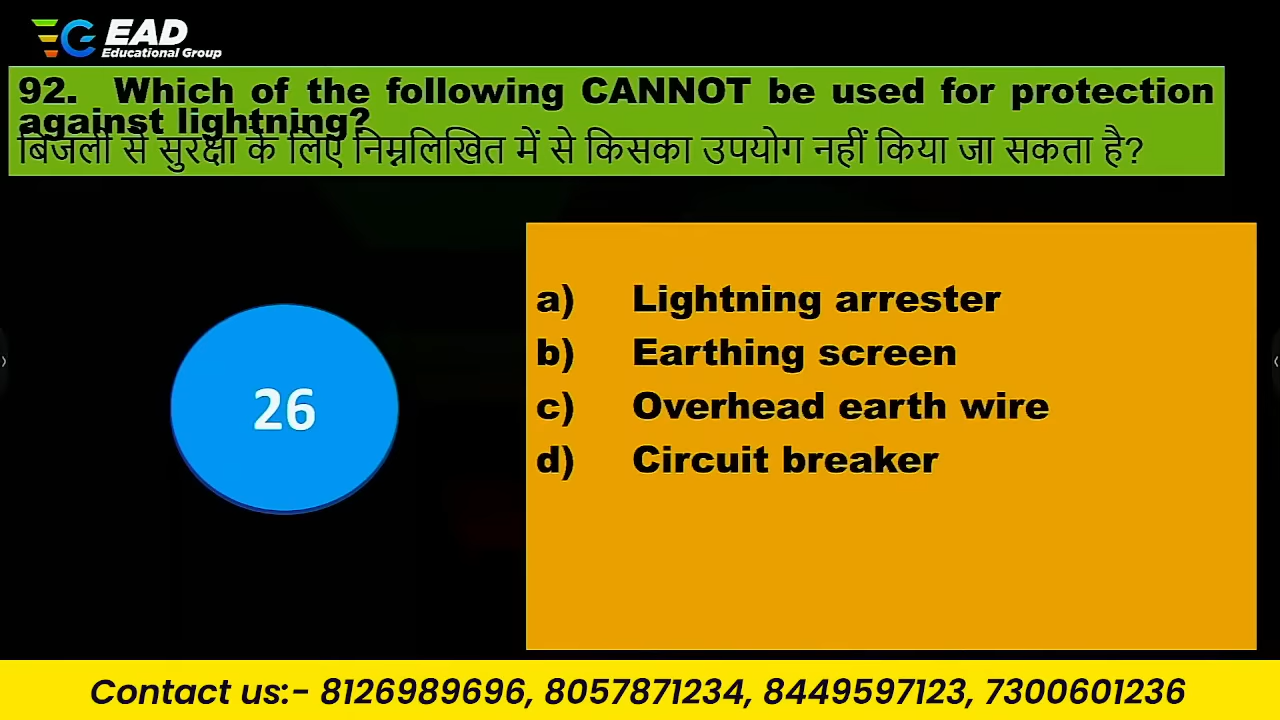 EAD
Educational Group
92. Which of the following CANNOT be used for protection
against lightning?
बिजली से सुरक्षा के लिए निम्नलिखित में से किसका उपयोग नहीं किया जा सकता है?
26
a) Lightning arrester
b) Earthing screen
c) Overhead earth wire
d) Circuit breaker
Contact us:- 8126989696, 8057871234, 8449597123, 7300601236